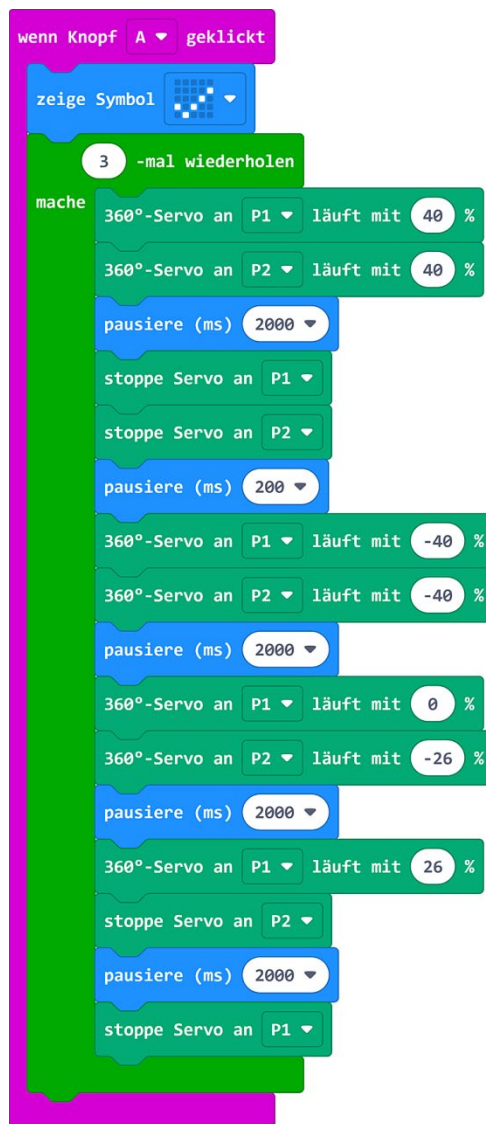 wenn Knopf A geklickt
zeige Symbol
3 -mal wiederholen
mache
360°-Servo an P1 läuft mit 40 %
360°-Servo an P2 läuft mit 40 %
pausiere (ms) 2000
stoppe Servo an P1
stoppe Servo an P2
pausiere (ms) 200
360°-Servo an P1 läuft mit -40 %
360°-Servo an P2 läuft mit -40 %
pausiere (ms) 2000
360°-Servo an P1 läuft mit 0 %
360°-Servo an P2 läuft mit -26 %
pausiere (ms) 2000
360°-Servo an P1 läuft mit 26 %
stoppe Servo an P2
pausiere (ms) 2000
stoppe Servo an P1